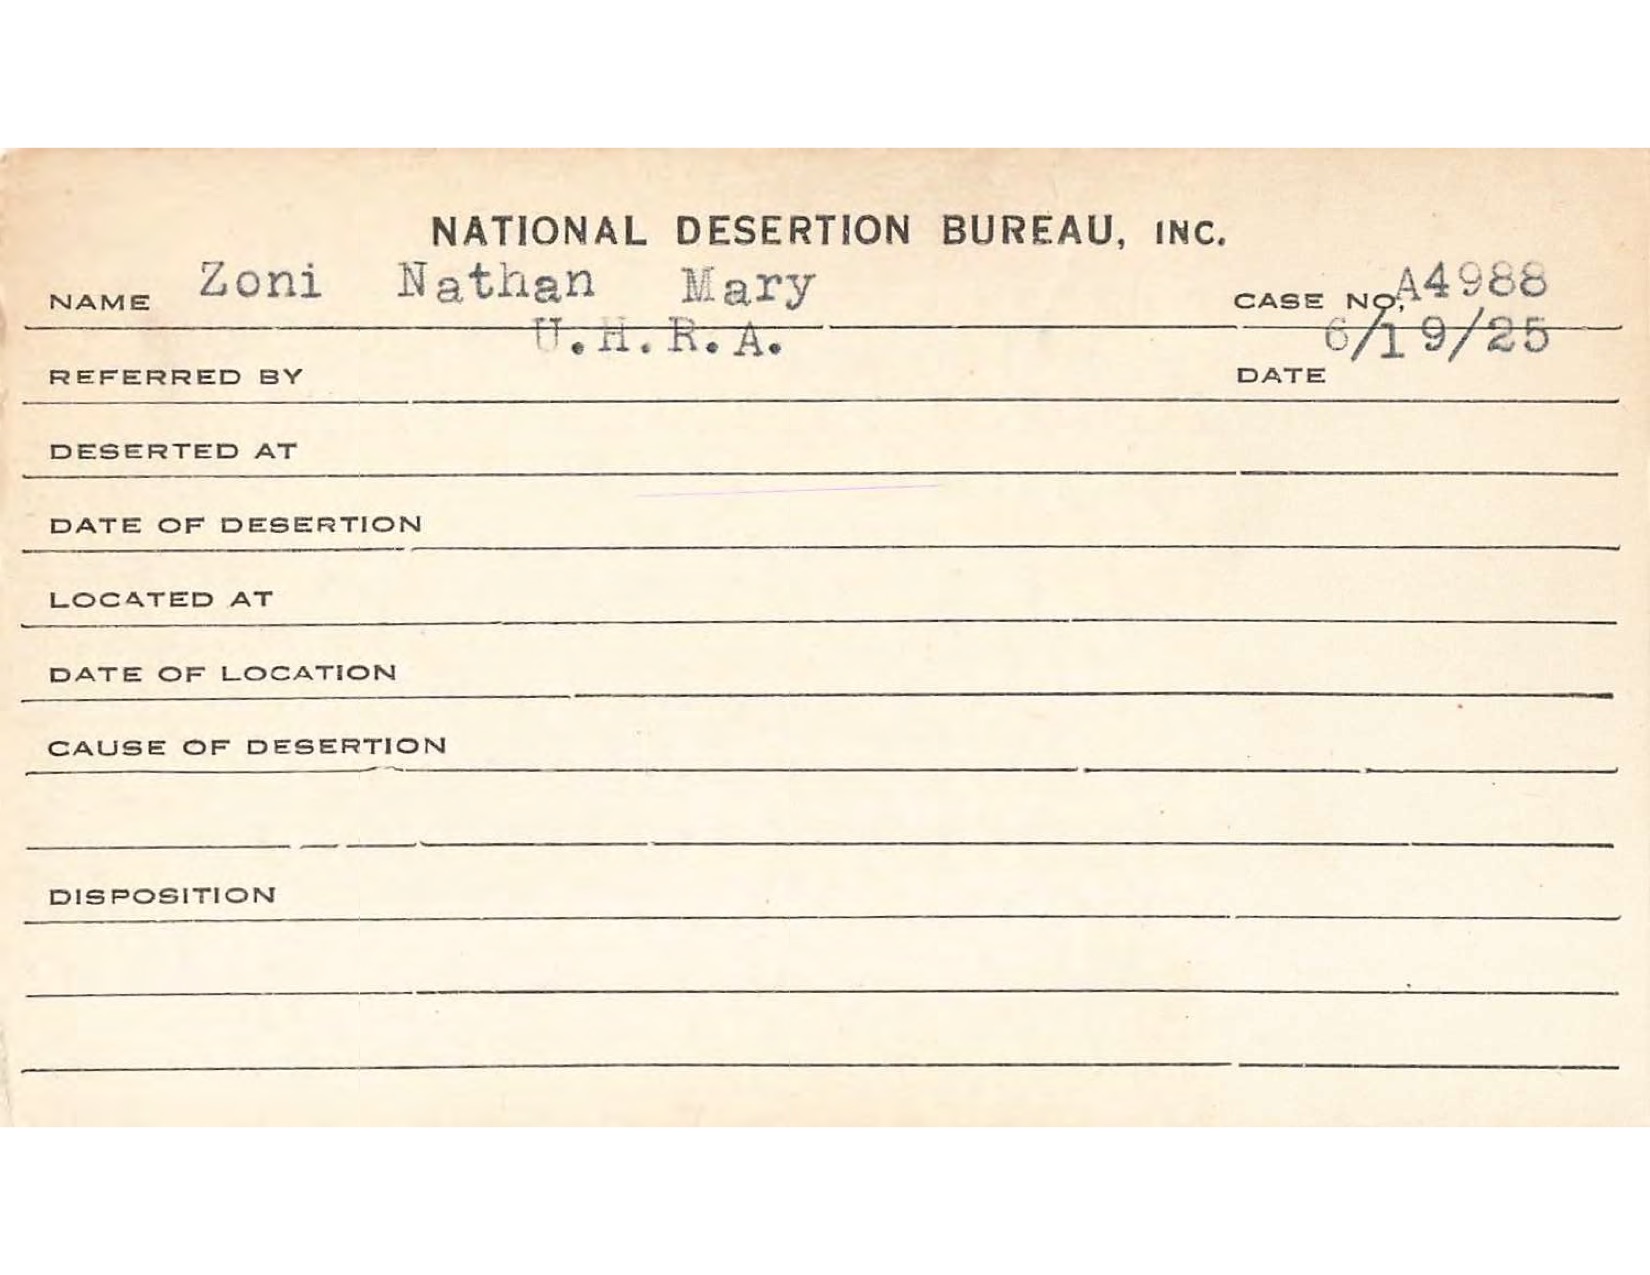 NATIONAL DESERTION BUREAU, INC.
NAME Zoni Nathan Mary CASE NO. A4988
REFERRED BY U.H.R.A. DATE 6/19/25
DESERTED AT
DATE OF DESERTION
LOCATED AT
DATE OF LOCATION
CAUSE OF DESERTION
DISPOSITION